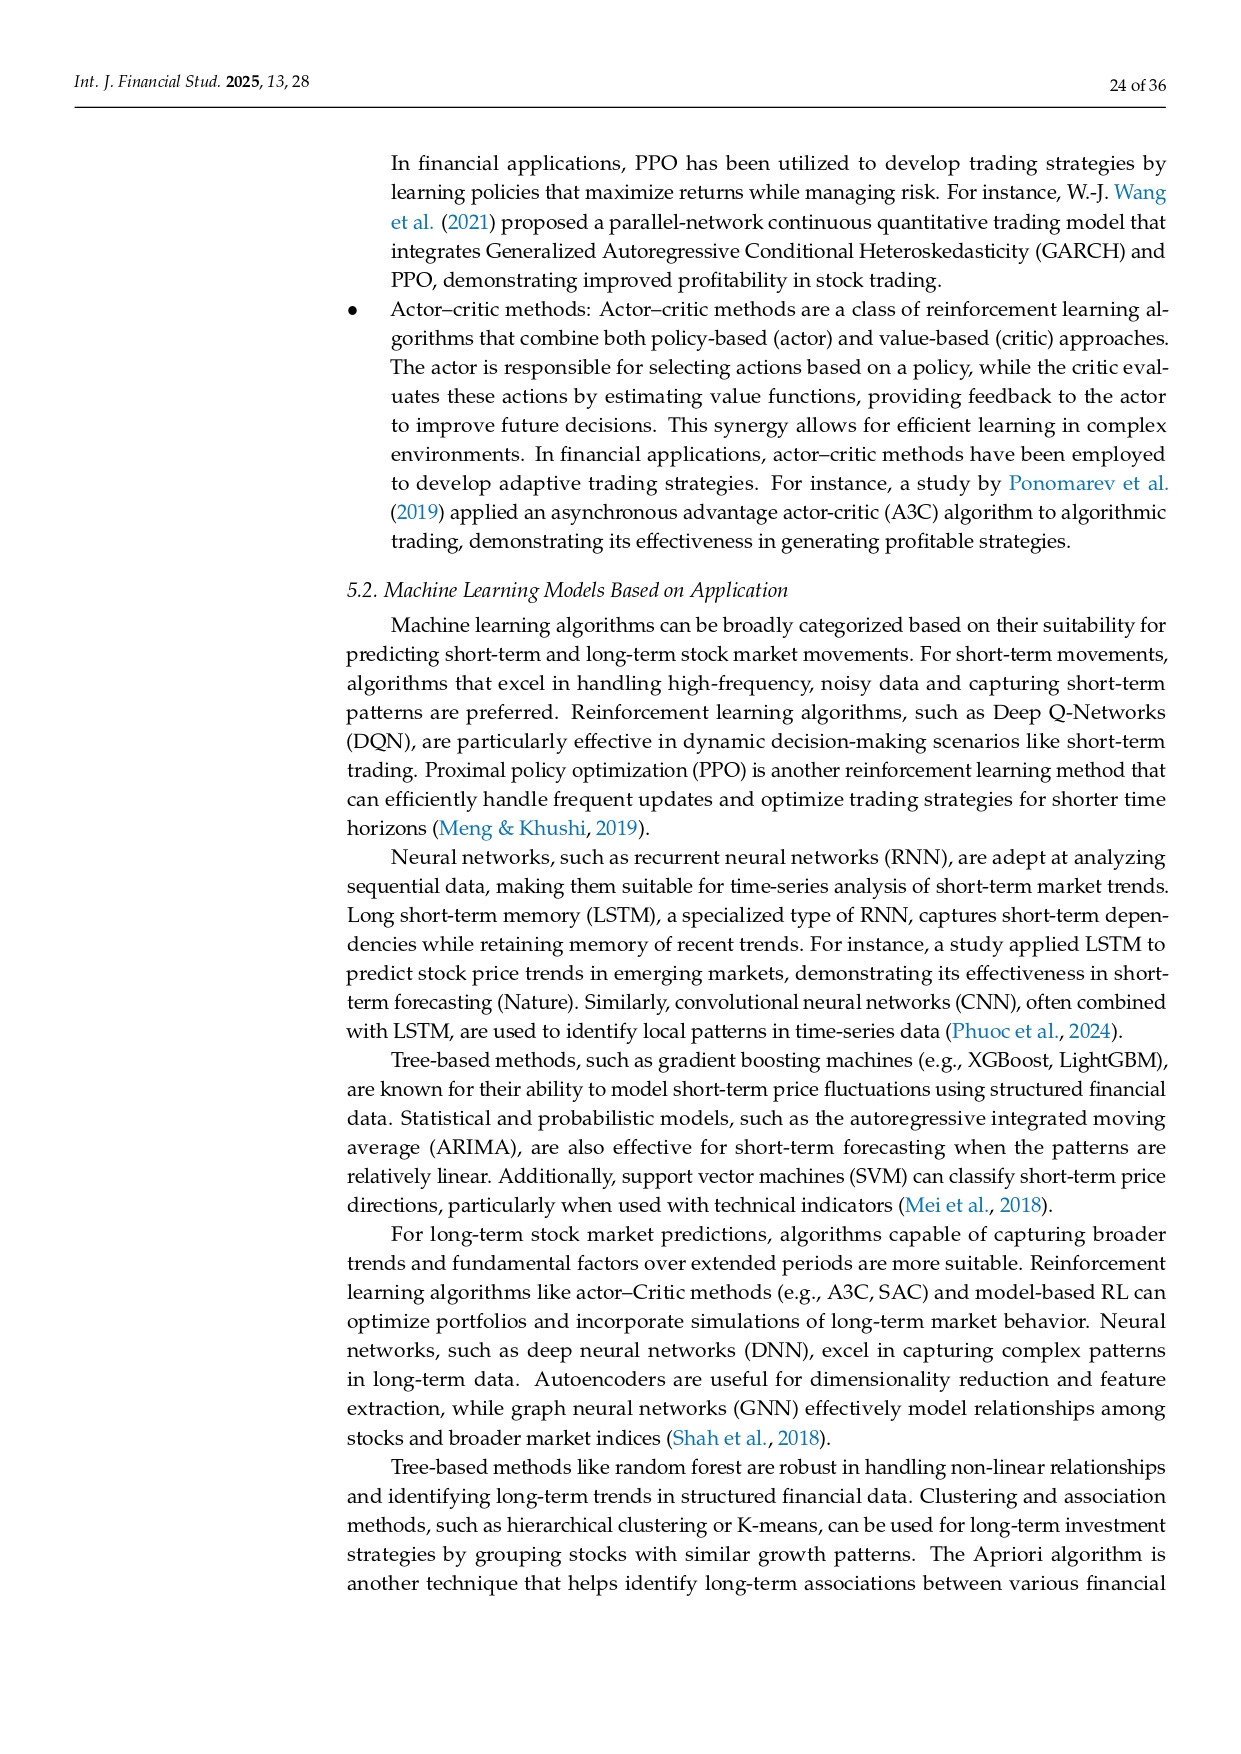 Int. J. Financial Stud. 2025, 13, 28
24 of 36
In financial applications, PPO has been utilized to develop trading strategies by
learning policies that maximize returns while managing risk. For instance, W.-J. Wang
et al. (2021) proposed a parallel-network continuous quantitative trading model that
integrates Generalized Autoregressive Conditional Heteroskedasticity (GARCH) and
PPO, demonstrating improved profitability in stock trading.
● Actor–critic methods: Actor–critic methods are a class of reinforcement learning al-
gorithms that combine both policy-based (actor) and value-based (critic) approaches.
The actor is responsible for selecting actions based on a policy, while the critic eval-
uates these actions by estimating value functions, providing feedback to the actor
to improve future decisions. This synergy allows for efficient learning in complex
environments. In financial applications, actor–critic methods have been employed
to develop adaptive trading strategies. For instance, a study by Ponomarev et al.
(2019) applied an asynchronous advantage actor-critic (A3C) algorithm to algorithmic
trading, demonstrating its effectiveness in generating profitable strategies.
5.2. Machine Learning Models Based on Application
Machine learning algorithms can be broadly categorized based on their suitability for
predicting short-term and long-term stock market movements. For short-term movements,
algorithms that excel in handling high-frequency, noisy data and capturing short-term
patterns are preferred. Reinforcement learning algorithms, such as Deep Q-Networks
(DQN), are particularly effective in dynamic decision-making scenarios like short-term
trading. Proximal policy optimization (PPO) is another reinforcement learning method that
can efficiently handle frequent updates and optimize trading strategies for shorter time
horizons (Meng & Khushi, 2019).
Neural networks, such as recurrent neural networks (RNN), are adept at analyzing
sequential data, making them suitable for time-series analysis of short-term market trends.
Long short-term memory (LSTM), a specialized type of RNN, captures short-term depen-
dencies while retaining memory of recent trends. For instance, a study applied LSTM to
predict stock price trends in emerging markets, demonstrating its effectiveness in short-
term forecasting (Nature). Similarly, convolutional neural networks (CNN), often combined
with LSTM, are used to identify local patterns in time-series data (Phuoc et al., 2024).
Tree-based methods, such as gradient boosting machines (e.g., XGBoost, LightGBM),
are known for their ability to model short-term price fluctuations using structured financial
data. Statistical and probabilistic models, such as the autoregressive integrated moving
average (ARIMA), are also effective for short-term forecasting when the patterns are
relatively linear. Additionally, support vector machines (SVM) can classify short-term price
directions, particularly when used with technical indicators (Mei et al., 2018).
For long-term stock market predictions, algorithms capable of capturing broader
trends and fundamental factors over extended periods are more suitable. Reinforcement
learning algorithms like actor–Critic methods (e.g., A3C, SAC) and model-based RL can
optimize portfolios and incorporate simulations of long-term market behavior. Neural
networks, such as deep neural networks (DNN), excel in capturing complex patterns
in long-term data. Autoencoders are useful for dimensionality reduction and feature
extraction, while graph neural networks (GNN) effectively model relationships among
stocks and broader market indices (Shah et al., 2018).
Tree-based methods like random forest are robust in handling non-linear relationships
and identifying long-term trends in structured financial data. Clustering and association
methods, such as hierarchical clustering or K-means, can be used for long-term investment
strategies by grouping stocks with similar growth patterns. The Apriori algorithm is
another technique that helps identify long-term associations between various financial